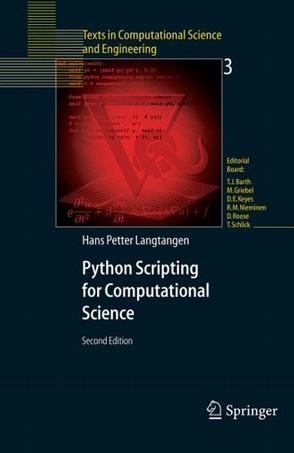 Texts in Computational Science
and Engineering
3
Editorial
Board:
T.J. Barth
M. Griebel
D.E. Keyes
R.M. Nieminen
D. Roose
T. Schlick
Hans Petter Langtangen
Python Scripting
for Computational
Science
Second Edition
Springer